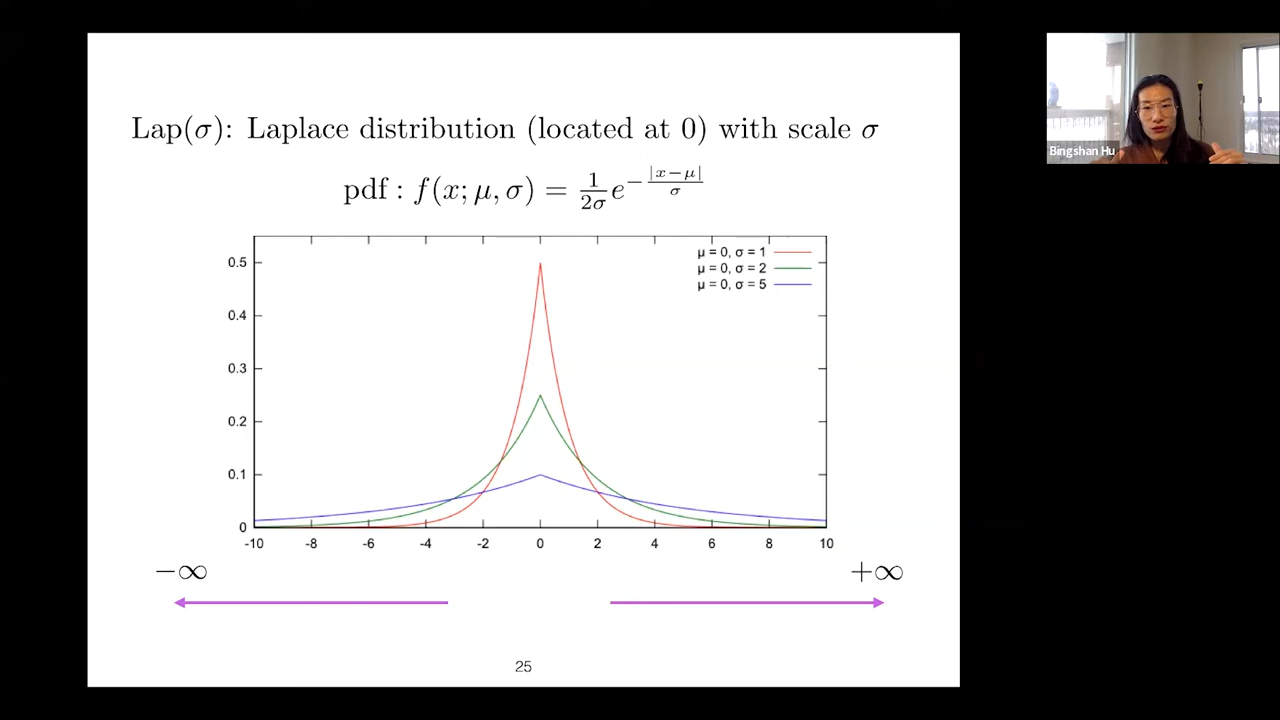 Lap(σ): Laplace distribution (located at 0) with scale σ
pdf : f(x; μ, σ) = \frac{1}{2σ} e^{-\frac{|x-μ|}{σ}}
μ = 0, σ = 1
μ = 0, σ = 2
μ = 0, σ = 5
0.5
0.4
0.3
0.2
0.1
0
-10 -8 -6 -4 -2 0 2 4 6 8 10
−∞ +∞
25
Bingshan Hu